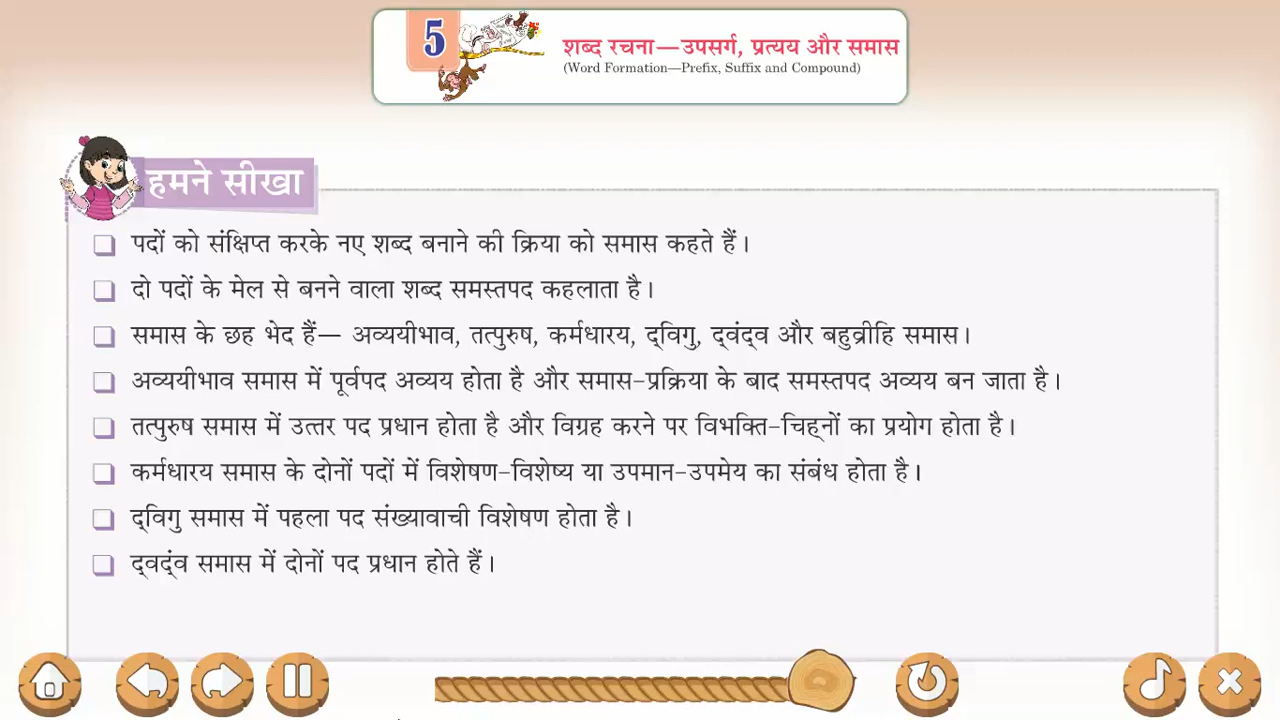 5
शब्द रचना—उपसर्ग, प्रत्यय और समास
(Word Formation—Prefix, Suffix and Compound)
हमने सीखा
पदों को संक्षिप्त करके नए शब्द बनाने की क्रिया को समास कहते हैं।
दो पदों के मेल से बनने वाला शब्द समस्तपद कहलाता है।
समास के छह भेद हैं— अव्ययीभाव, तत्पुरुष, कर्मधारय, द्‌विगु, द्‌वंद्‌व और बहुव्रीहि समास।
अव्ययीभाव समास में पूर्वपद अव्यय होता है और समास-प्रक्रिया के बाद समस्तपद अव्यय बन जाता है।
तत्पुरुष समास में उत्तर पद प्रधान होता है और विग्रह करने पर विभक्ति-चिह्‌नों का प्रयोग होता है।
कर्मधारय समास के दोनों पदों में विशेषण-विशेष्य या उपमान-उपमेय का संबंध होता है।
द्‌विगु समास में पहला पद संख्यावाची विशेषण होता है।
द्‌वद्‌ंव समास में दोनों पद प्रधान होते हैं।